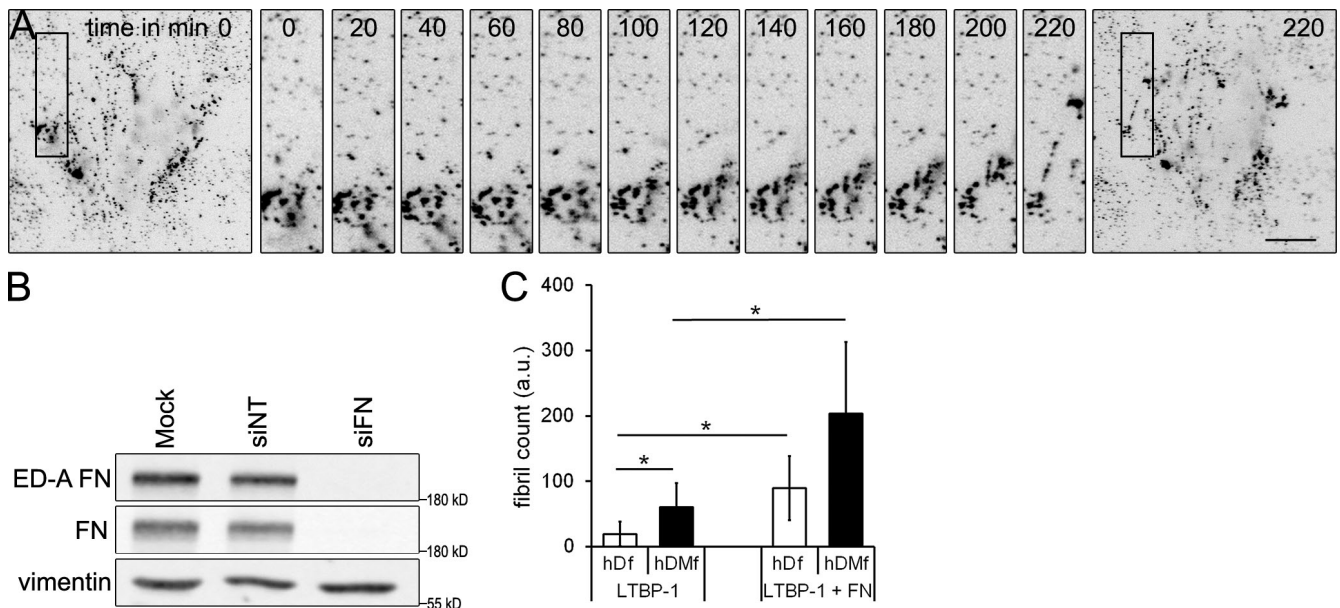 A
time in min 0
0 20 40 60 80 100 120 140 160 180 200 220
220
B
Mock siNT siFN
ED-A FN
180 kD
FN
180 kD
vimentin
55 kD
C
fibril count (a.u.)
400
300
200
100
0
*
*
*
hDf hDMf hDf hDMf
LTBP-1 LTBP-1 + FN